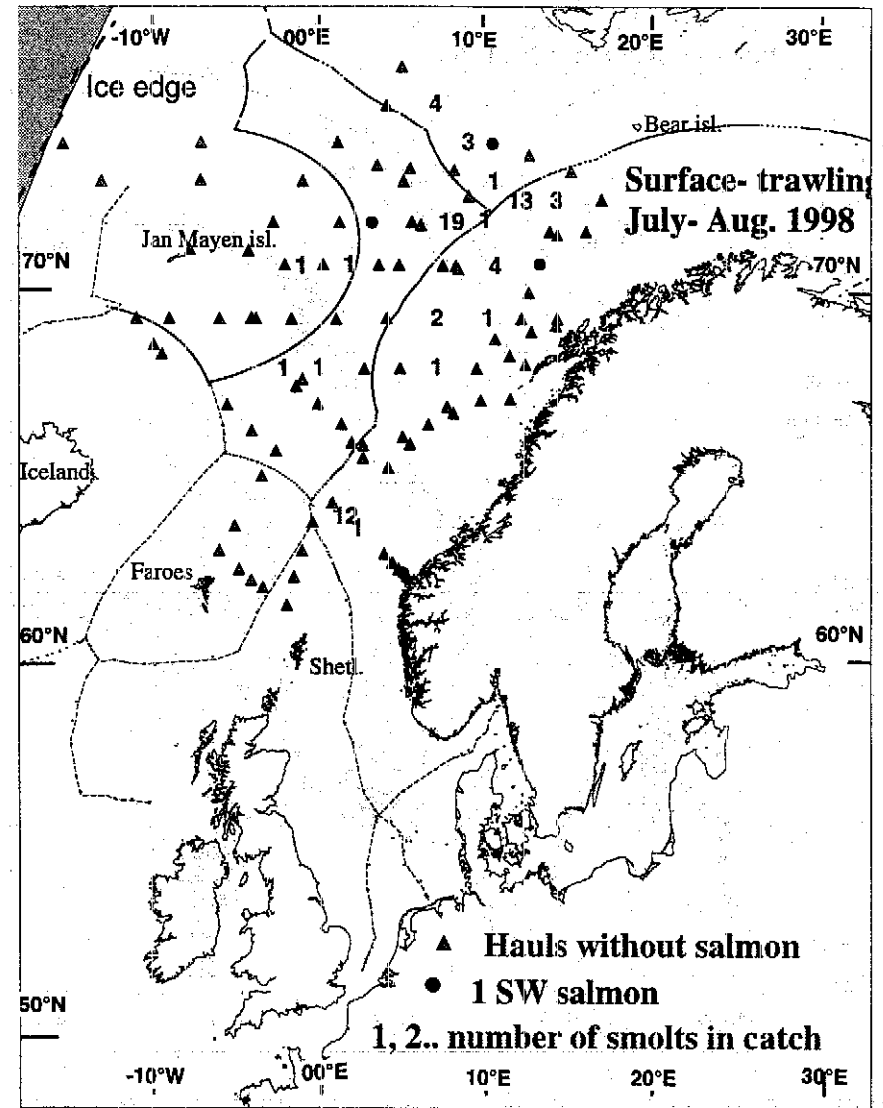 -10°W 00°E 10°E 20°E 30°E
Ice edge
4
3
Bear isl.
1
Surface- trawling
13 3
July- Aug. 1998
19 1
Jan Mayen isl.
1 1 4
70°N 70°N
2 1
1 1 1
Iceland
12
1
Faroes
60°N 60°N
Shetl.
Hauls without salmon
1 SW salmon
50°N
1, 2.. number of smolts in catch
-10°W 00°E 10°E 20°E 30°E